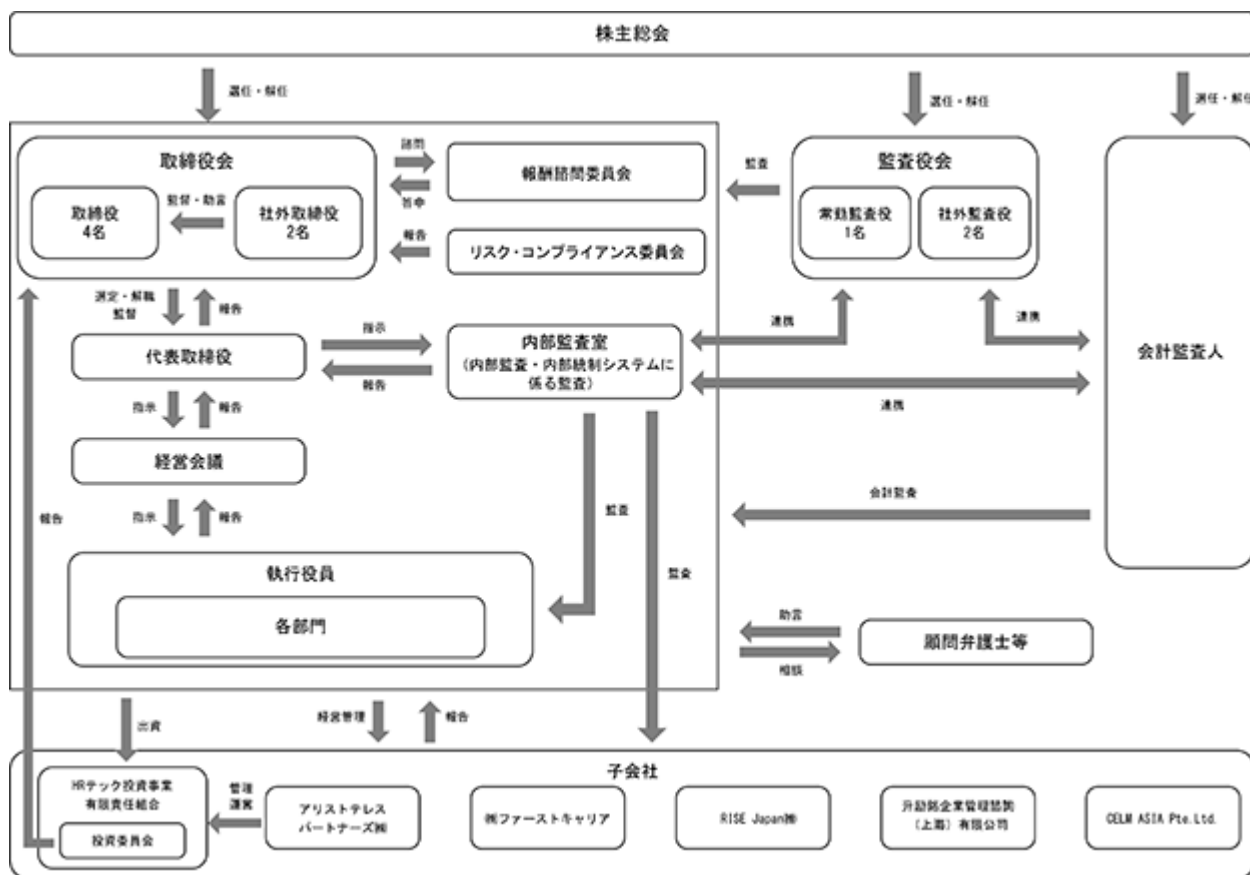 株主総会
選任・解任
選任・解任
選任・解任
取締役会
取締役
4名
監督・助言
社外取締役
2名
諮問
答申
報酬諮問委員会
報告
リスク・コンプライアンス委員会
監査
監査役会
常勤監査役
1名
社外監査役
2名
会計監査人
選定・解職
監督
報告
代表取締役
指示
報告
内部監査室
(内部監査・内部統制システムに
係る監査)
連携
連携
連携
指示
報告
経営会議
指示
報告
会計監査
監査
監査
報告
執行役員
各部門
助言
相談
顧問弁護士等
出資
経営管理
報告
子会社
HRテック投資事業
有限責任組合
投資委員会
管理
運営
アリストテレス
パートナーズ㈱
㈱ファーストキャリア
RISE Japan㈱
(上海)有限公司
CELM ASIA Pte.Ltd.